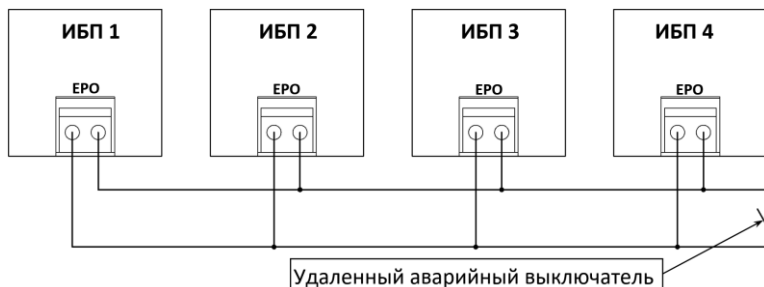 ИБП 1 ИБП 2 ИБП 3 ИБП 4
EPO EPO EPO EPO
Удаленный аварийный выключатель